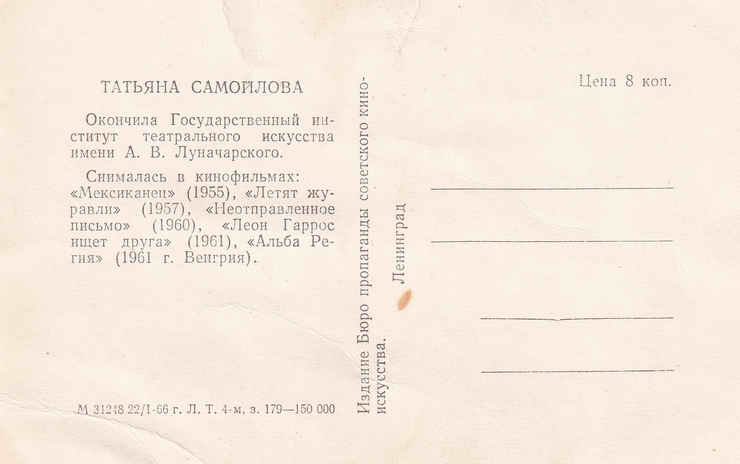 ТАТЬЯНА САМОЙЛОВА
Окончила Государственный ин-
ститут театрального искусства
имени А. В. Луначарского.
Снималась в кинофильмах:
«Мексиканец» (1955), «Летят жу-
равли» (1957), «Неотправленное
письмо» (1960), «Леон Гаррос
ищет друга» (1961), «Альба Ре-
гия» (1961 г. Венгрия).
М 31248 22/I-66 г. Л. Т. 4-м, з. 179—150 000
Издание Бюро пропаганды советского кино-
искусства.
Ленинград
Цена 8 коп.